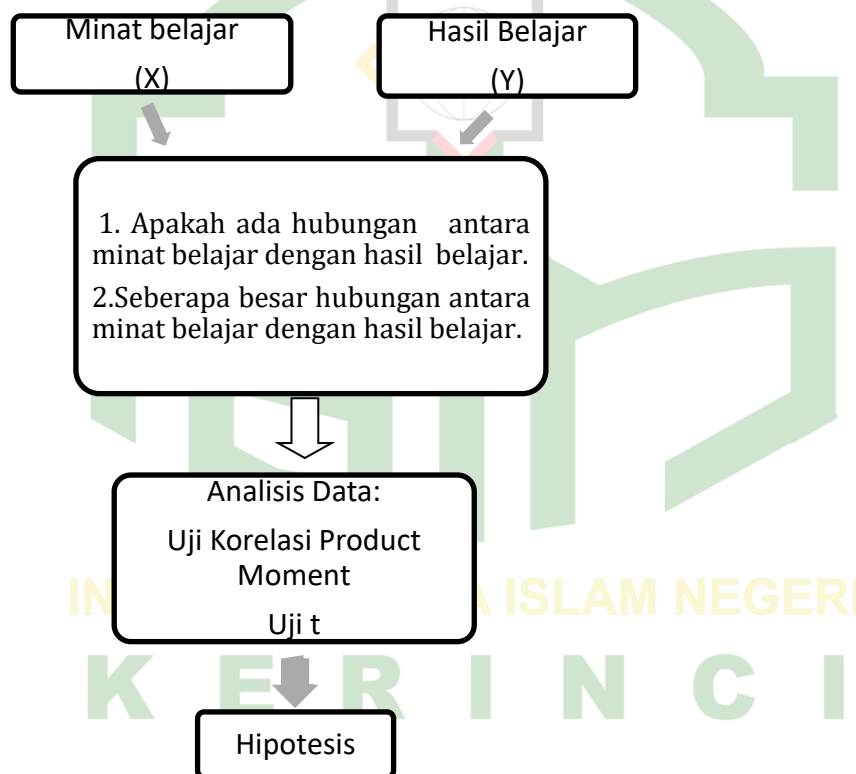 Minat belajar
(X)
Hasil Belajar
(Y)
1. Apakah ada hubungan antara
minat belajar dengan hasil belajar.
2.Seberapa besar hubungan antara
minat belajar dengan hasil belajar.
Analisis Data:
Uji Korelasi Product
Moment
Uji t
ISLAM NEGERI
KERINCI
Hipotesis